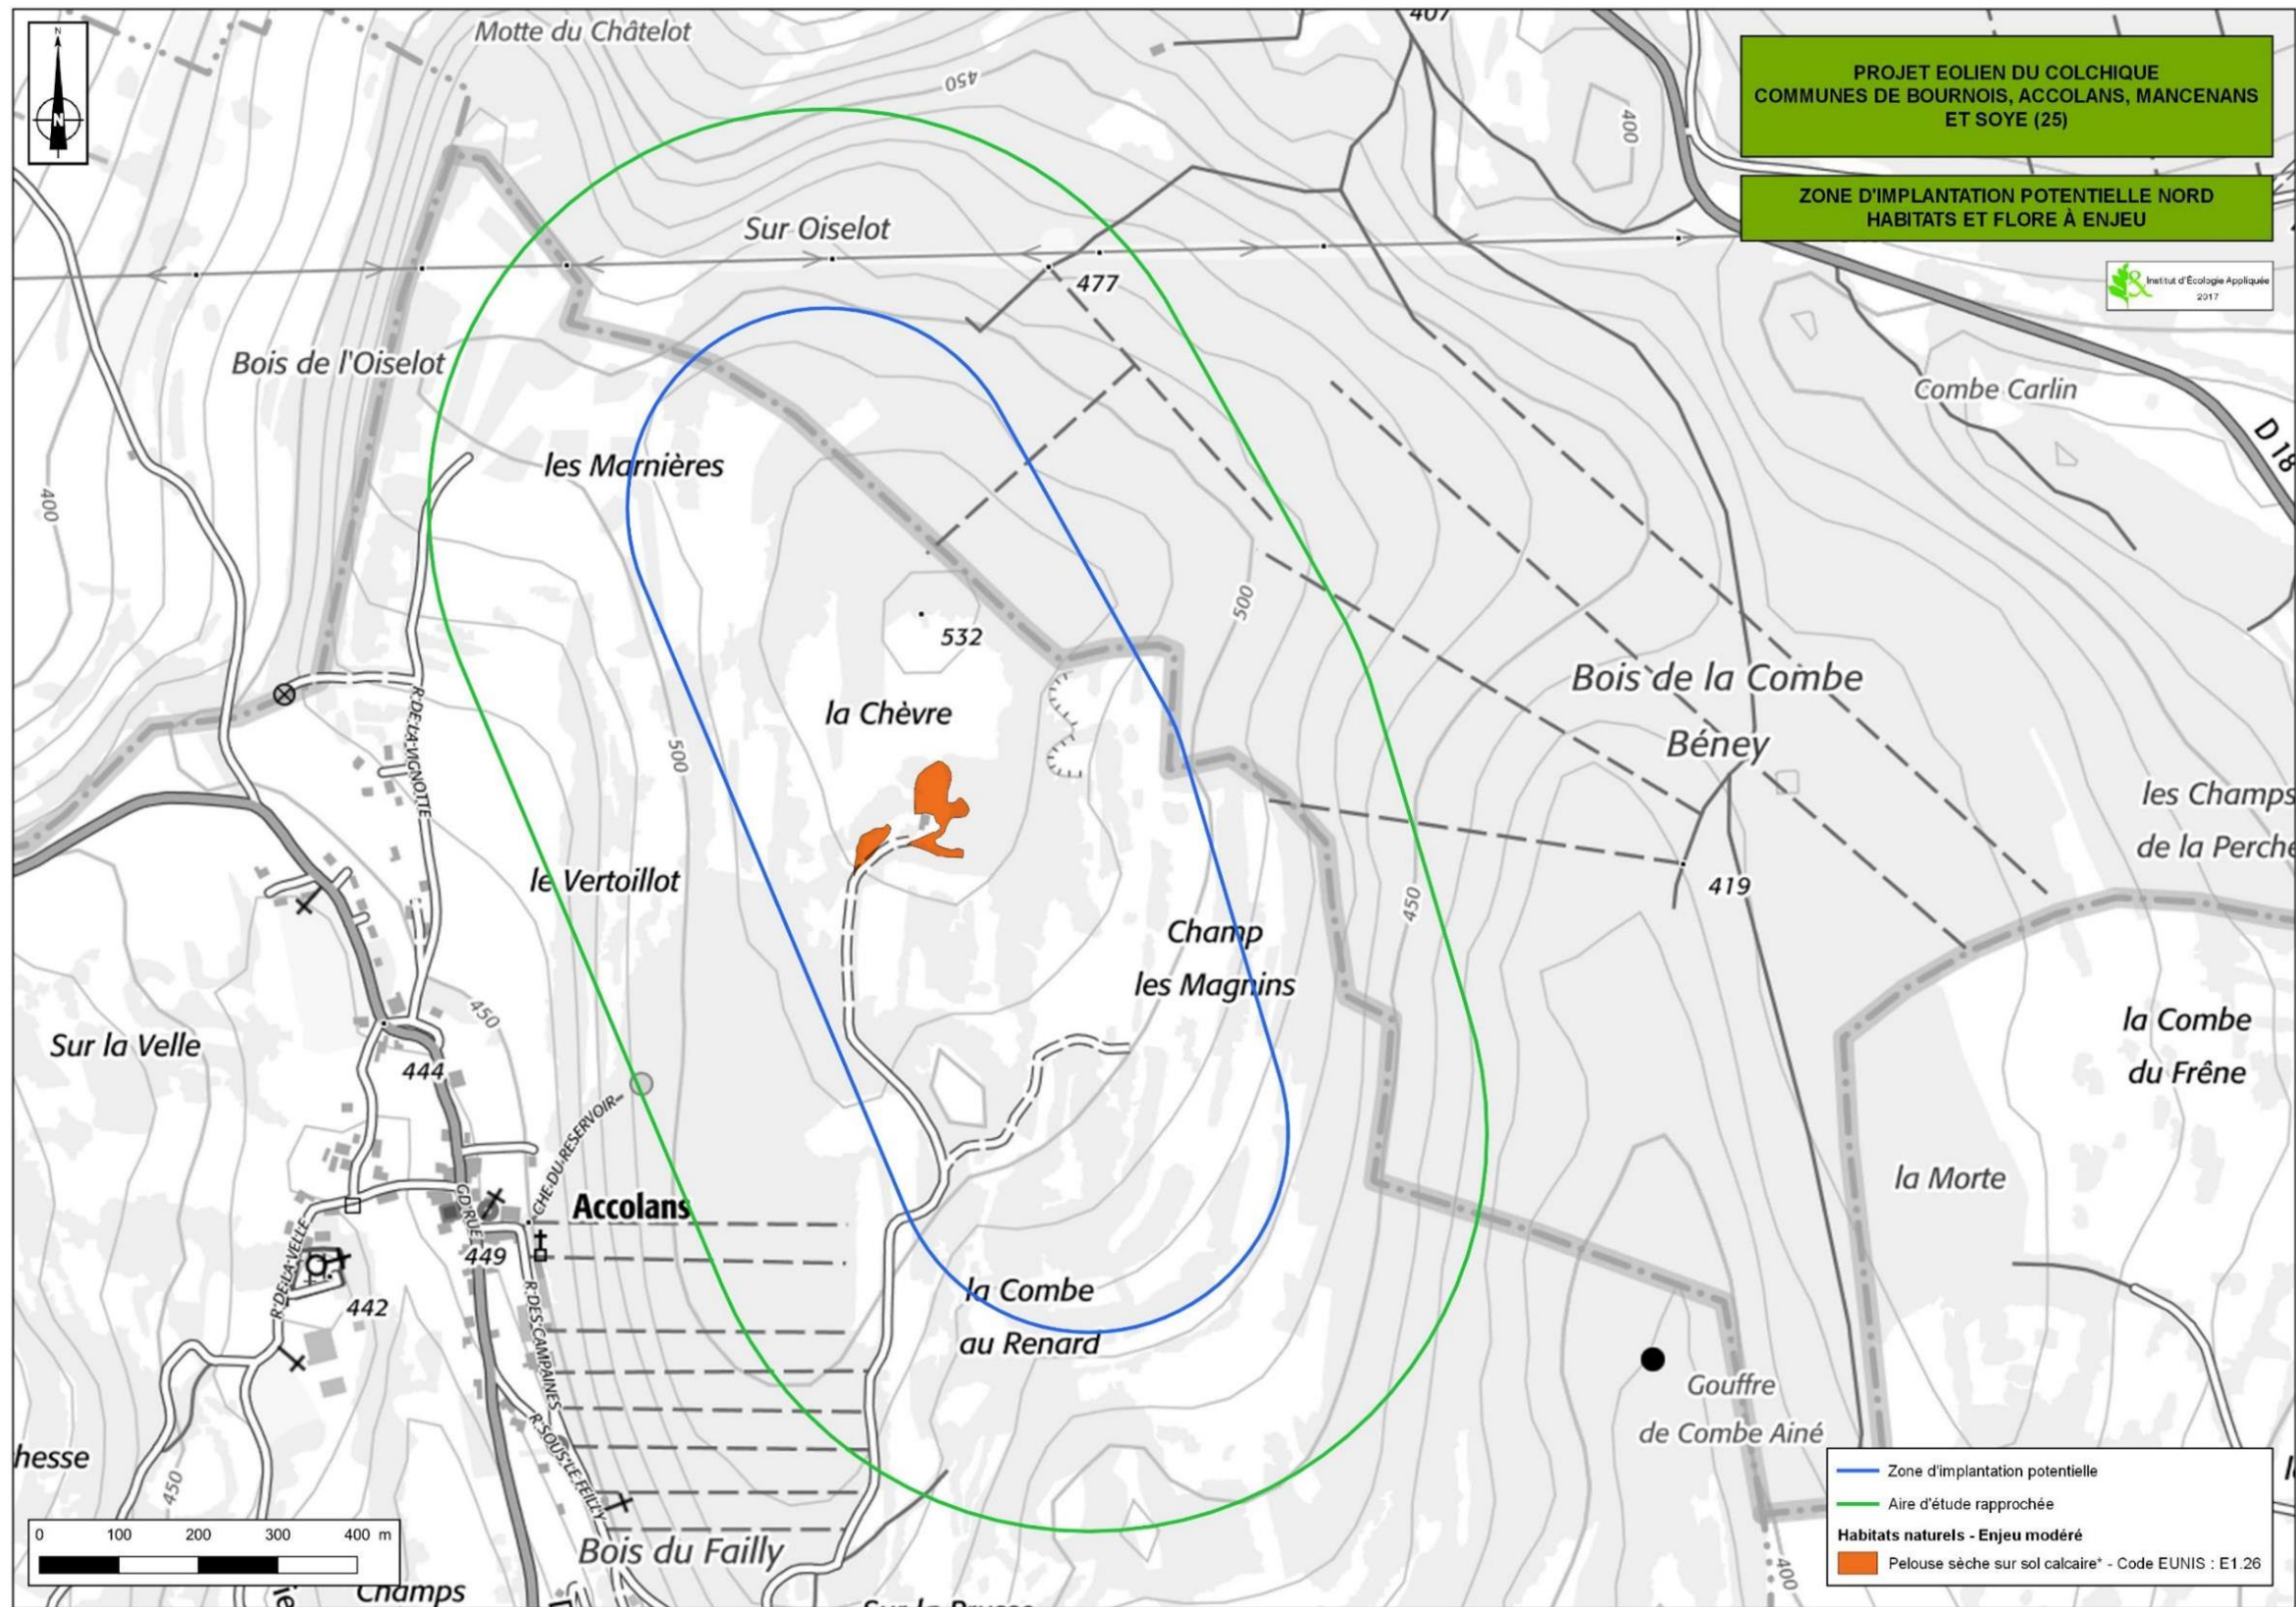 N
N
Motte du Châtelot
407
450
400
PROJET EOLIEN DU COLCHIQUE
COMMUNES DE BOURNOIS, ACCOLANS, MANCENANS
ET SOYE (25)
ZONE D'IMPLANTATION POTENTIELLE NORD
HABITATS ET FLORE À ENJEU
Institut d'Écologie Appliquée
2017
Sur Oiselot
477
Bois de l'Oiselot
Combe Carlin
D 18
les Marnières
400
500
532
R DE LA VIGNOTTE
la Chèvre
500
Bois de la Combe
Béney
les Champs
de la Perche
le Vertoillot
419
450
Champ
les Magnins
450
Sur la Velle
444
la Combe
du Frêne
CHE DU RESERVOIR
Accolans
la Morte
GD RUE
R DE LA VELLE
449
442
la Combe
au Renard
R DES CAMPAINES
Gouffre
de Combe Ainé
R SOUS LE FEILLY
hesse
450
Bois du Failly
Champs
400
0 100 200 300 400 m
Zone d'implantation potentielle
Aire d'étude rapprochée
Habitats naturels - Enjeu modéré
Pelouse sèche sur sol calcaire* - Code EUNIS : E1.26